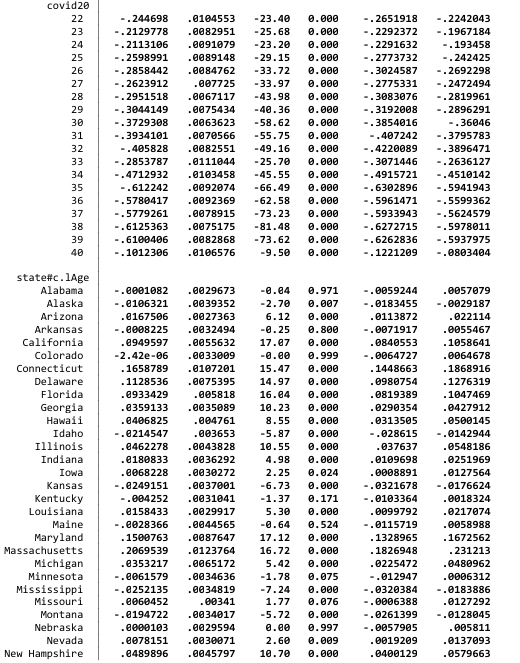 covid20
22 -.244698 .0104553 -23.40 0.000 -.2651918 -.2242043
23 -.2129778 .0082951 -25.68 0.000 -.2292372 -.1967184
24 -.2113106 .0091079 -23.20 0.000 -.2291632 -.193458
25 -.2598991 .0089148 -29.15 0.000 -.2773732 -.242425
26 -.2858442 .0084762 -33.72 0.000 -.3024587 -.2692298
27 -.2623912 .007725 -33.97 0.000 -.2775331 -.2472494
28 -.2951518 .0067117 -43.98 0.000 -.3083076 -.2819961
29 -.3044149 .0075434 -40.36 0.000 -.3192008 -.2896291
30 -.3729308 .0063623 -58.62 0.000 -.3854016 -.36046
31 -.3934101 .0070566 -55.75 0.000 -.407242 -.3795783
32 -.405828 .0082551 -49.16 0.000 -.4220089 -.3896471
33 -.2853787 .0111044 -25.70 0.000 -.3071446 -.2636127
34 -.4712932 .0103458 -45.55 0.000 -.4915721 -.4510142
35 -.612242 .0092074 -66.49 0.000 -.6302896 -.5941943
36 -.5780417 .0092369 -62.58 0.000 -.5961471 -.5599362
37 -.5779261 .0078915 -73.23 0.000 -.5933943 -.5624579
38 -.6125363 .0075175 -81.48 0.000 -.6272715 -.5978011
39 -.6100406 .0082868 -73.62 0.000 -.6262836 -.5937975
40 -.1012306 .0106576 -9.50 0.000 -.1221209 -.0803404
state#c.lAge
Alabama -.0001082 .0029673 -0.04 0.971 -.0059244 .0057079
Alaska -.0106321 .0039352 -2.70 0.007 -.0183455 -.0029187
Arizona .0167506 .0027363 6.12 0.000 .0113872 .022114
Arkansas -.0008225 .0032494 -0.25 0.800 -.0071917 .0055467
California .0949597 .0055632 17.07 0.000 .0840553 .1058641
Colorado -2.42e-06 .0033009 -0.00 0.999 -.0064727 .0064678
Connecticut .1658789 .0107201 15.47 0.000 .1448663 .1868916
Delaware .1128536 .0075395 14.97 0.000 .0980754 .1276319
Florida .0933429 .005818 16.04 0.000 .0819389 .1047469
Georgia .0359133 .0035089 10.23 0.000 .0290354 .0427912
Hawaii .0406825 .004761 8.55 0.000 .0313505 .0500145
Idaho -.0214547 .003653 -5.87 0.000 -.028615 -.0142944
Illinois .0462278 .0043828 10.55 0.000 .037637 .0548186
Indiana .0180833 .0036292 4.98 0.000 .0109698 .0251969
Iowa .0068228 .0030272 2.25 0.024 .0008891 .0127564
Kansas -.0249151 .0037001 -6.73 0.000 -.0321678 -.0176624
Kentucky -.004252 .0031041 -1.37 0.171 -.0103364 .0018324
Louisiana .0158433 .0029917 5.30 0.000 .0099792 .0217074
Maine -.0028366 .0044565 -0.64 0.524 -.0115719 .0058988
Maryland .1500763 .0087647 17.12 0.000 .1328965 .1672562
Massachusetts .2069539 .0123764 16.72 0.000 .1826948 .231213
Michigan .0353217 .0065172 5.42 0.000 .0225472 .0480962
Minnesota -.0061579 .0034636 -1.78 0.075 -.012947 .0006312
Mississippi -.0252135 .0034819 -7.24 0.000 -.0320384 -.0183886
Missouri .0060452 .00341 1.77 0.076 -.0006388 .0127292
Montana -.0194722 .0034017 -5.72 0.000 -.0261399 -.0128045
Nebraska .0000103 .0029594 0.00 0.997 -.0057905 .005811
Nevada .0078151 .0030071 2.60 0.009 .0019209 .0137093
New Hampshire .0489896 .0045797 10.70 0.000 .0400129 .0579663